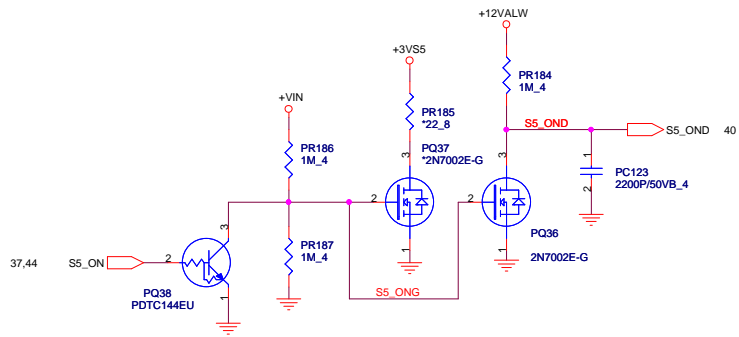 +12VALW
+3VS5
PR184
1M_4
+VIN
PR185
*22_8
S5_OND
S5_OND 40
PR186
1M_4
PQ37
*2N7002E-G
3
3
1
PC123
2200P/50VB_4
2
2
2
3
PQ36
2N7002E-G
1
1
37,44 S5_ON
2
PR187
1M_4
PQ38
PDTC144EU
1
S5_ONG